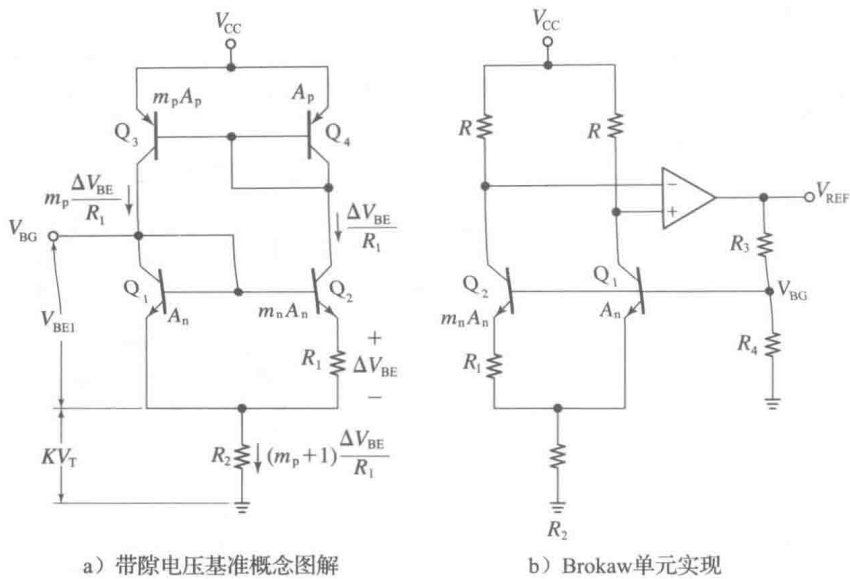 V_CC
m_pA_p
A_p
Q_3
Q_4
m_p ΔV_BE/R_1
ΔV_BE/R_1
V_BG
Q_1
Q_2
A_n
m_nA_n
V_BE1
R_1
+
ΔV_BE
−
KV_T
R_2
(m_p+1) ΔV_BE/R_1
a）带隙电压基准概念图解
V_CC
R
R
−
+
V_REF
R_3
Q_2
Q_1
V_BG
m_nA_n
A_n
R_1
R_4
R_2
b）Brokaw单元实现